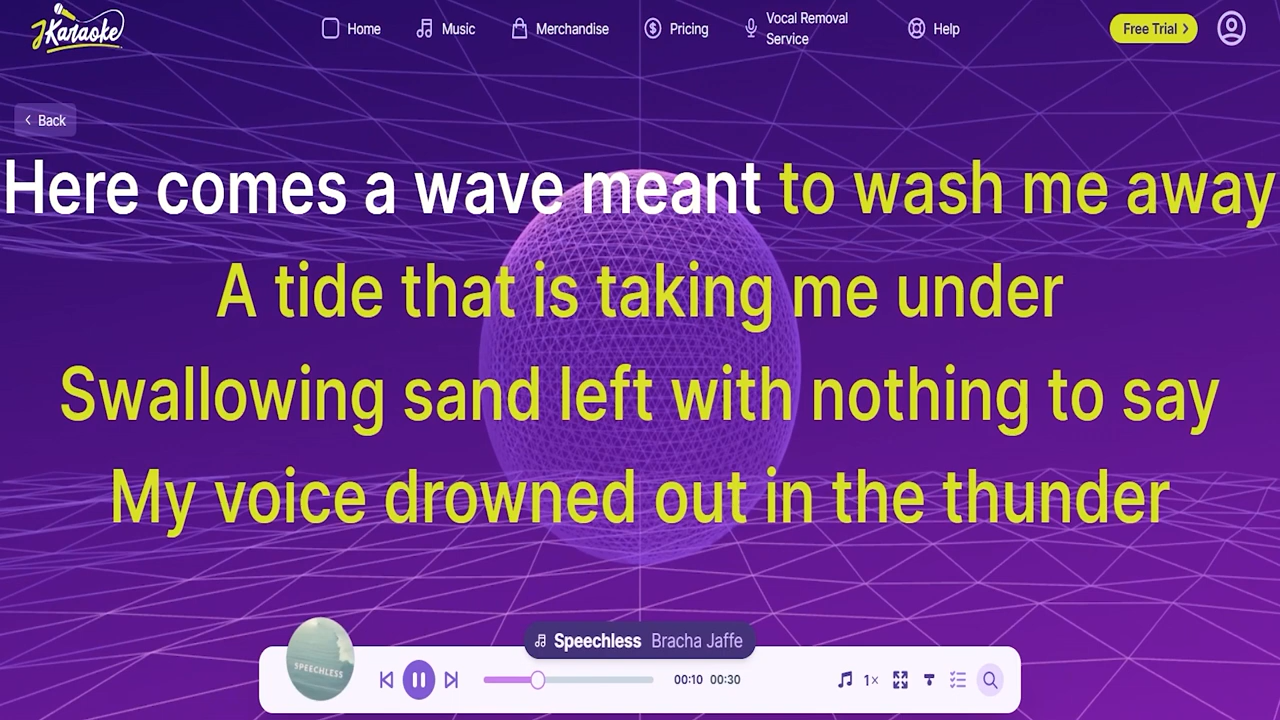 JKaraoke
Home
Music
Merchandise
Pricing
Vocal Removal
Service
Help
Free Trial
Back
Here comes a wave meant to wash me away
A tide that is taking me under
Swallowing sand left with nothing to say
My voice drowned out in the thunder
Speechless Bracha Jaffe
SPEECHLESS
00:10 00:30
1×